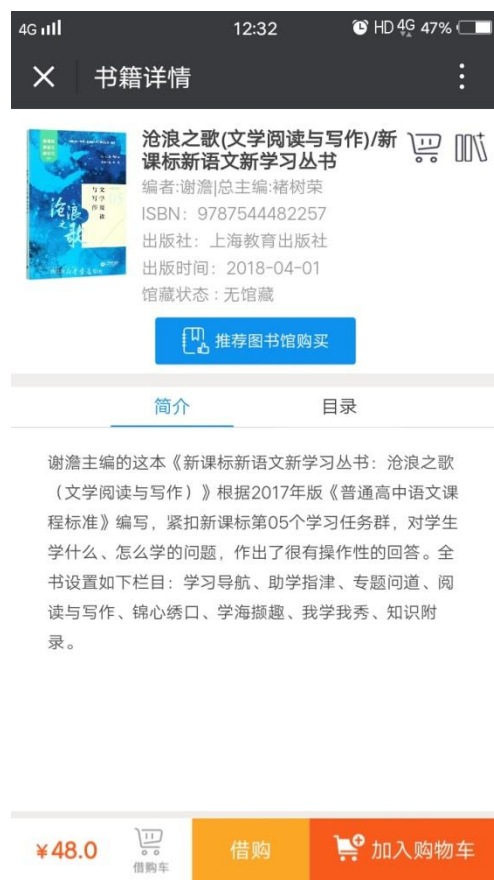 4G
12:32
HD 4G 47%
书籍详情
沧浪之歌(文学阅读与写作)/新
课标新语文新学习丛书
编者:谢澹|总主编:褚树荣
ISBN：9787544482257
出版社：上海教育出版社
出版时间：2018-04-01
馆藏状态：无馆藏
沧浪
之歌
文学阅读
与写作
推荐图书馆购买
简介
目录
谢澹主编的这本《新课标新语文新学习丛书：沧浪之歌
（文学阅读与写作）》根据2017年版《普通高中语文课
程标准》编写，紧扣新课标第05个学习任务群，对学生
学什么、怎么学的问题，作出了很有操作性的回答。全
书设置如下栏目：学习导航、助学指津、专题问道、阅
读与写作、锦心绣口、学海撷趣、我学我秀、知识附
录。
¥48.0
借购车
借购
加入购物车